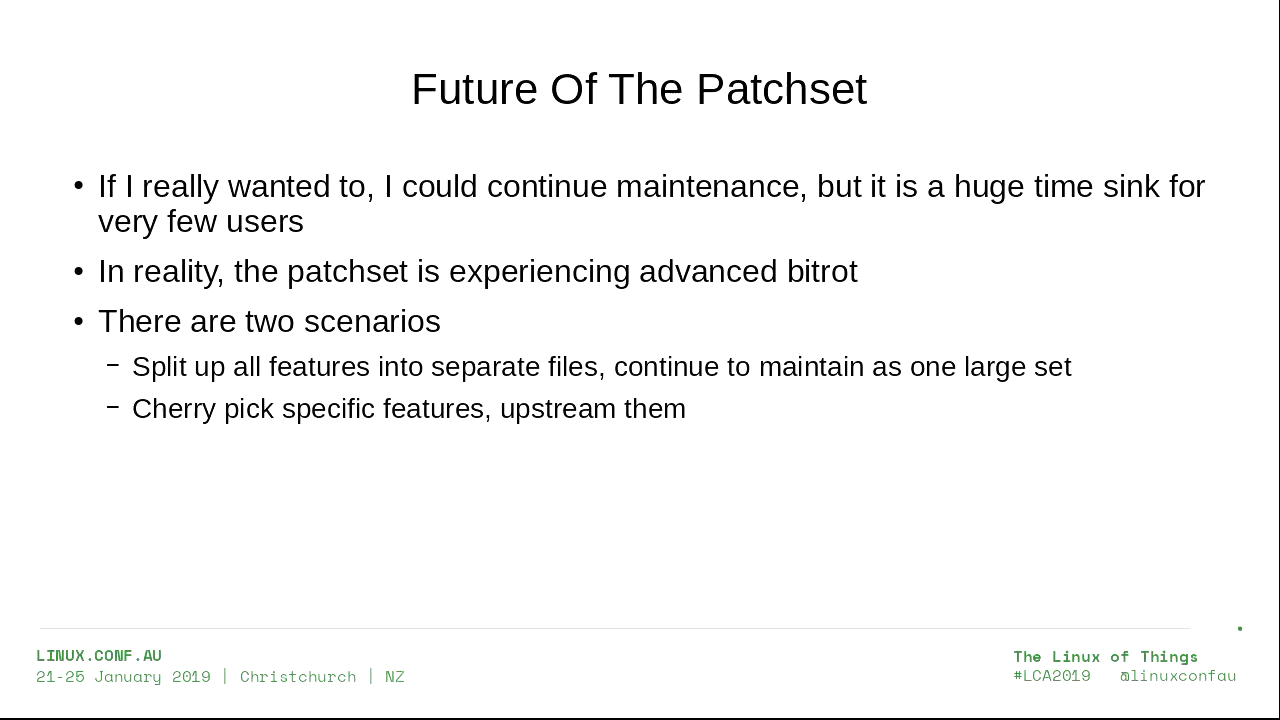 Future Of The Patchset
• If I really wanted to, I could continue maintenance, but it is a huge time sink for
very few users
• In reality, the patchset is experiencing advanced bitrot
• There are two scenarios
– Split up all features into separate files, continue to maintain as one large set
– Cherry pick specific features, upstream them
LINUX.CONF.AU
21-25 January 2019 | Christchurch | NZ
The Linux of Things
#LCA2019 @linuxconfau